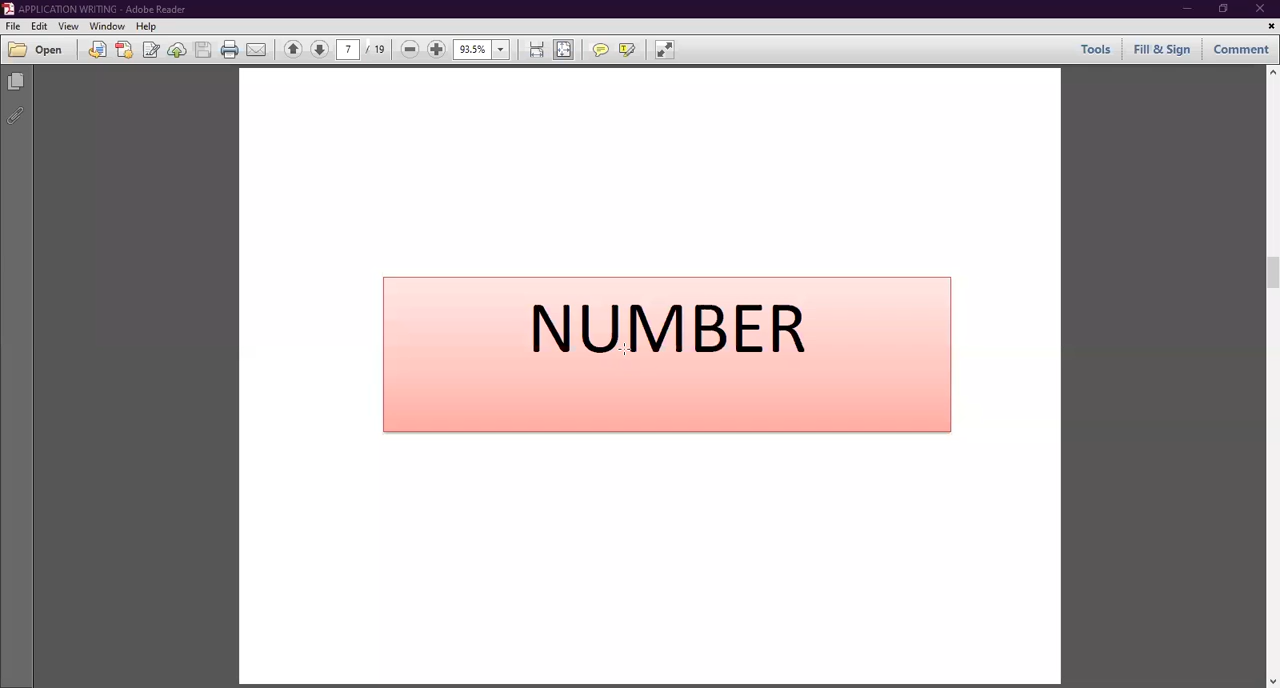 APPLICATION WRITING - Adobe Reader
File Edit View Window Help
Open 7 / 19 93.5% Tools Fill & Sign Comment
NUMBER